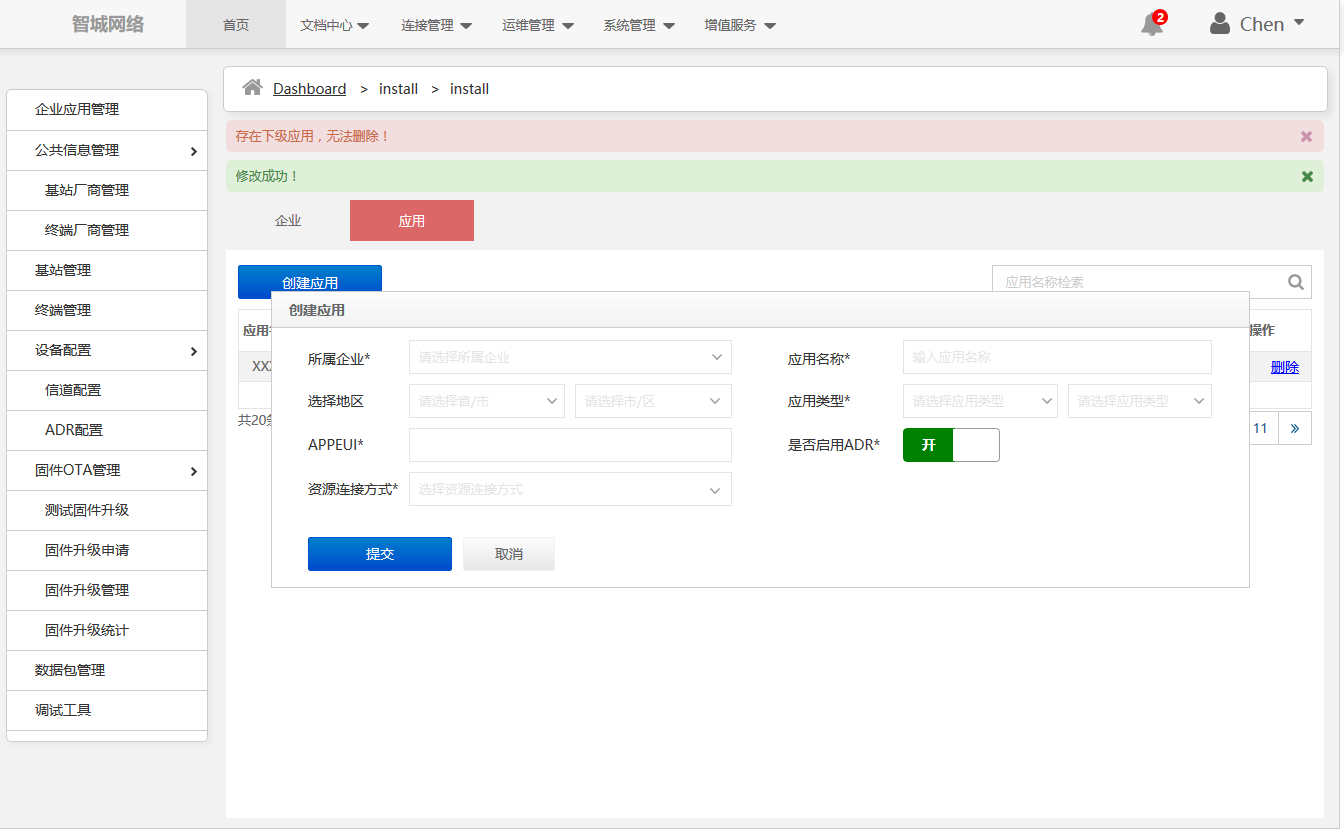 智城网络
首页
文档中心
连接管理
运维管理
系统管理
增值服务
2
Chen
Dashboard > install > install
企业应用管理
公共信息管理
基站厂商管理
终端厂商管理
基站管理
终端管理
设备配置
信道配置
ADR配置
固件OTA管理
测试固件升级
固件升级申请
固件升级管理
固件升级统计
数据包管理
调试工具
存在下级应用，无法删除！
修改成功！
企业
应用
创建应用
应用名称检索
操作
删除
共20
11 »
创建应用
所属企业*
请选择所属企业
应用名称*
输入应用名称
选择地区
请选择省/市
请选择市/区
应用类型*
请选择应用类型
请选择应用类型
APPEUI*
是否启用ADR*
开
资源连接方式*
选择资源连接方式
提交
取消